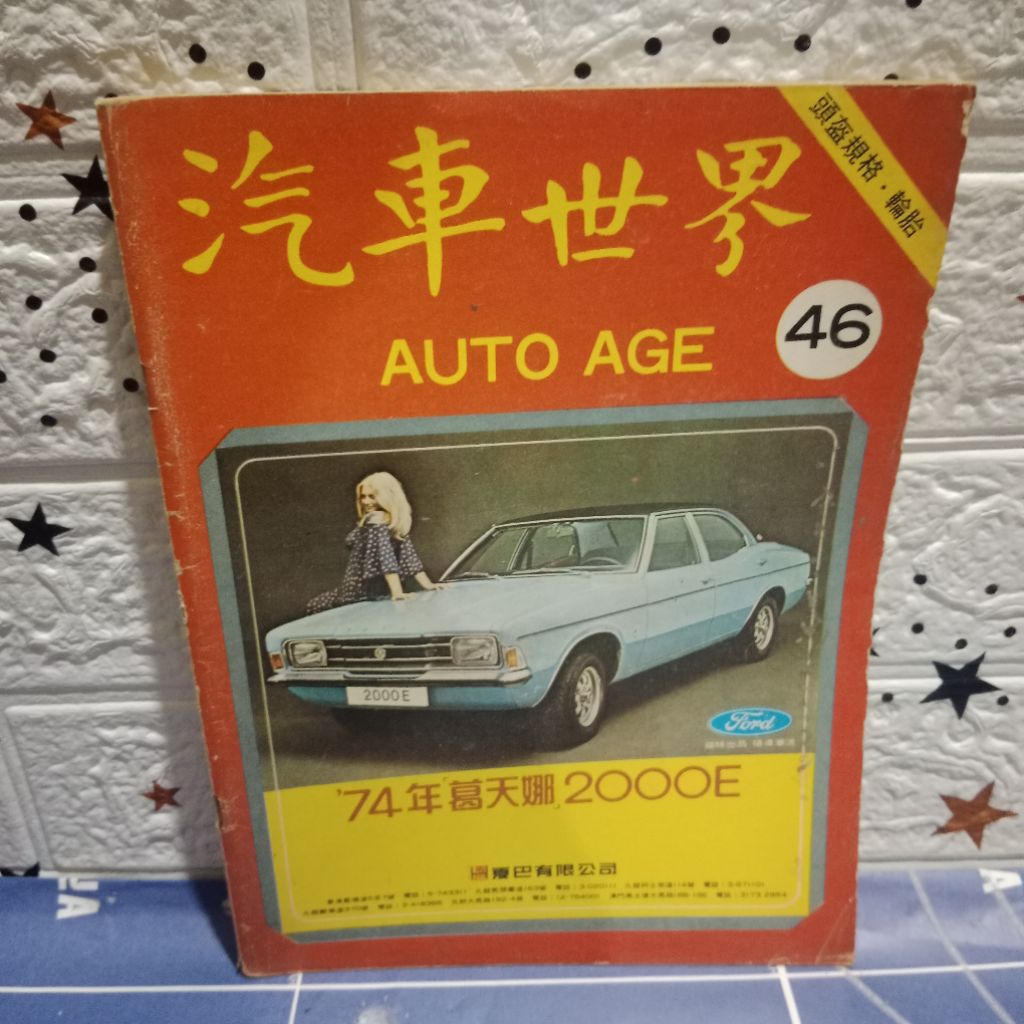 頭盔規格·輪胎
汽車世界
AUTO AGE
46
2000E
Ford
'74年「葛天娜」2000E
夏巴有限公司